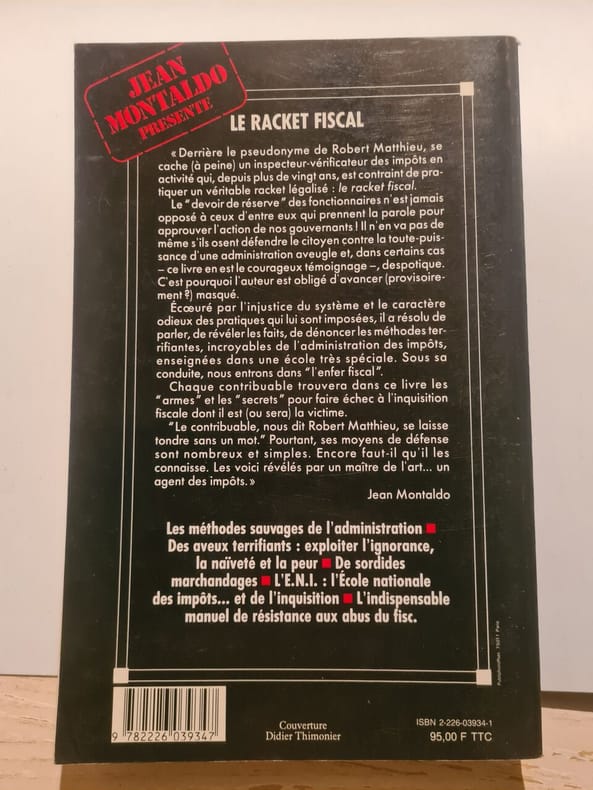 JEAN
MONTALDO
PRESENTE
LE RACKET FISCAL
« Derrière le pseudonyme de Robert Matthieu, se
cache (à peine) un inspecteur-vérificateur des impôts en
activité qui, depuis plus de vingt ans, est contraint de pra-
tiquer un véritable racket légalisé : le racket fiscal.
Le “devoir de réserve” des fonctionnaires n'est jamais
opposé à ceux d'entre eux qui prennent la parole pour
approuver l'action de nos gouvernants ! Il n'en va pas de
même s'ils osent défendre le citoyen contre la toute-puis-
sance d'une administration aveugle et, dans certains cas
– ce livre en est le courageux témoignage –, despotique.
C'est pourquoi l'auteur est obligé d'avancer (provisoire-
ment ?) masqué.
Écœuré par l'injustice du système et le caractère
odieux des pratiques qui lui sont imposées, il a résolu de
parler, de révéler les faits, de dénoncer les méthodes ter-
rifiantes, incroyables de l'administration des impôts,
enseignées dans une école très spéciale. Sous sa
conduite, nous entrons dans “l'enfer fiscal”.
Chaque contribuable trouvera dans ce livre les
“armes” et les “secrets” pour faire échec à l'inquisition
fiscale dont il est (ou sera) la victime.
“Le contribuable, nous dit Robert Matthieu, se laisse
tondre sans un mot.” Pourtant, ses moyens de défense
sont nombreux et simples. Encore faut-il qu'il les
connaisse. Les voici révélés par un maître de l'art... un
agent des impôts. »
Jean Montaldo
Les méthodes sauvages de l'administration ■
Des aveux terrifiants : exploiter l'ignorance,
la naïveté et la peur ■ De sordides
marchandages ■ L'E.N.I. : l'École nationale
des impôts... et de l'inquisition ■ L'indispensable
manuel de résistance aux abus du fisc.
9 782226 039347
Couverture
Didier Thimonier
ISBN 2-226-03934-1
95,00 F TTC